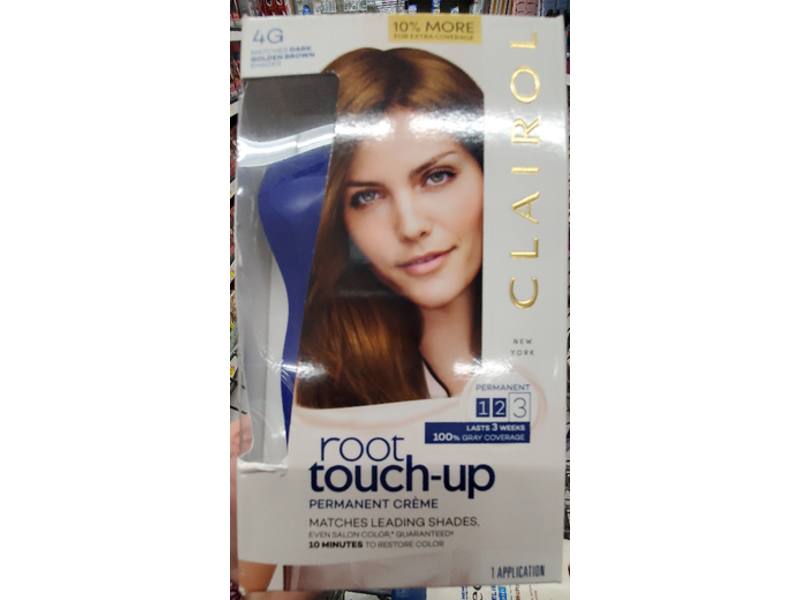 4G
MATCHES DARK
GOLDEN BROWN
SHADES
10% MORE
FOR EXTRA COVERAGE
CLAIROL
NEW
YORK
PERMANENT
1 2 3
LASTS 3 WEEKS
100% GRAY COVERAGE
root
touch-up
PERMANENT CRÈME
MATCHES LEADING SHADES,
EVEN SALON COLOR,* GUARANTEED†
10 MINUTES TO RESTORE COLOR
1 APPLICATION